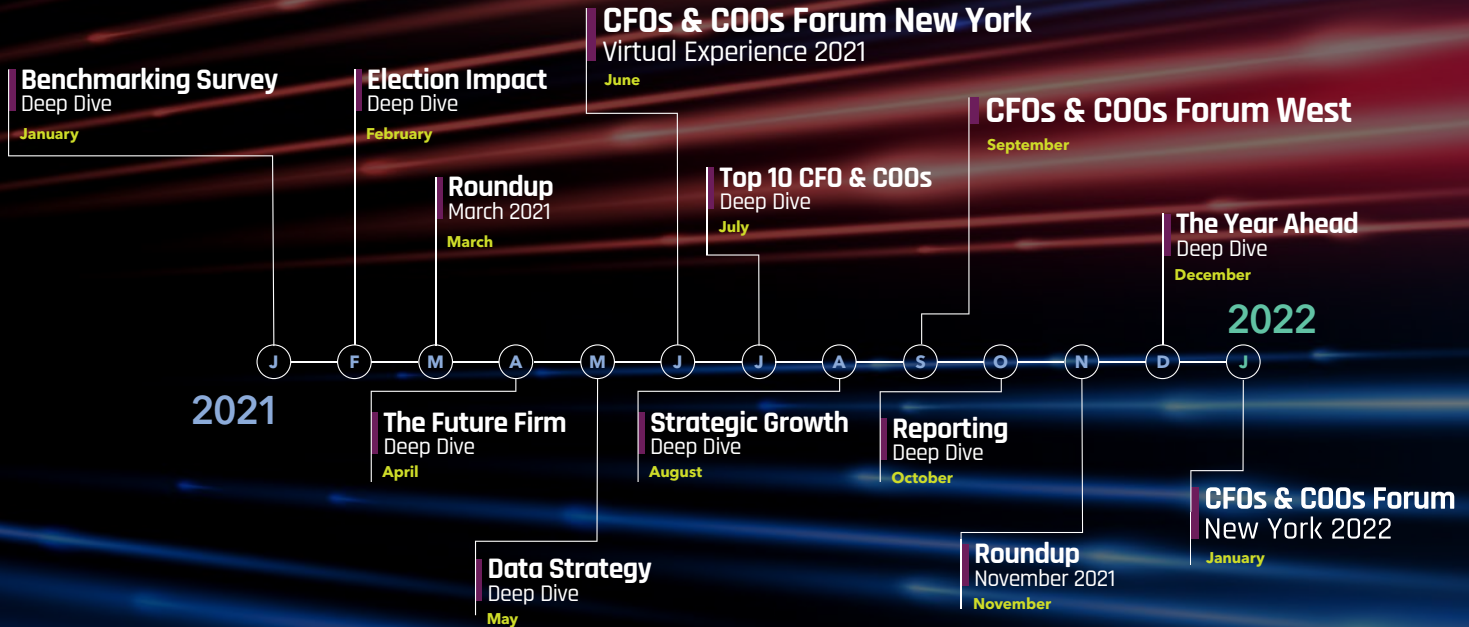 CFOs & COOs Forum New York
Virtual Experience 2021
June
Benchmarking Survey
Deep Dive
January
Election Impact
Deep Dive
February
CFOs & COOs Forum West
September
Roundup
March 2021
March
Top 10 CFO & COOs
Deep Dive
July
The Year Ahead
Deep Dive
December
2022
J F M A M J J A S O N D J
2021
The Future Firm
Deep Dive
April
Strategic Growth
Deep Dive
August
Reporting
Deep Dive
October
CFOs & COOs Forum
New York 2022
January
Data Strategy
Deep Dive
May
Roundup
November 2021
November